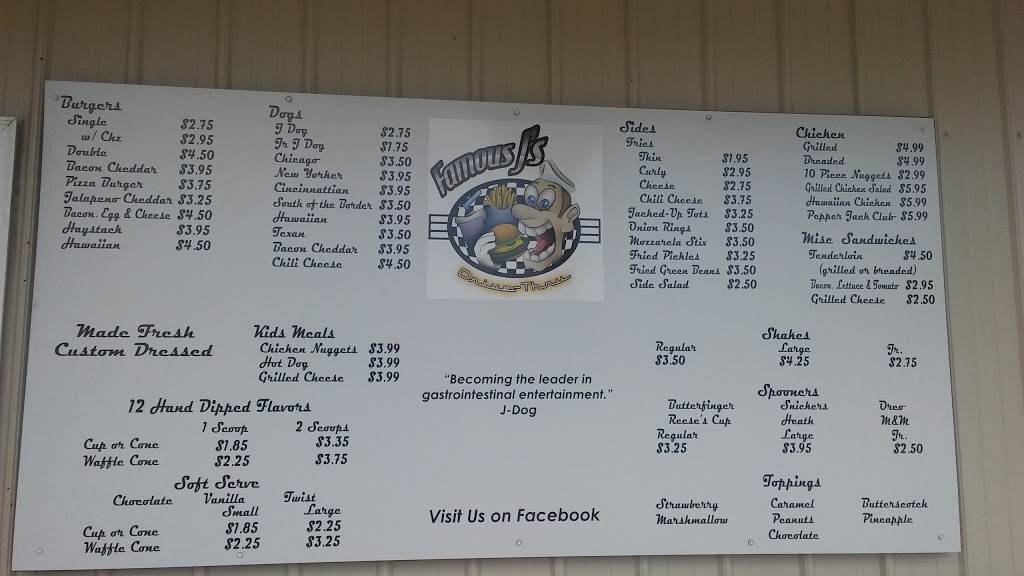 Burgers
Single $2.75
w/ Chz $2.95
Double $4.50
Bacon Cheddar $3.95
Pizza Burger $3.75
Jalapeno Cheddar $3.25
Bacon, Egg & Cheese $4.50
Haystack $3.95
Hawaiian $4.50
Dogs
J Dog $2.75
Jr J Dog $1.75
Chicago $3.50
New Yorker $3.95
Cincinnattian $3.95
South of the Border $3.50
Hawaiian $3.95
Texan $3.50
Bacon Cheddar $3.95
Chili Cheese $4.50
Famous J's
Drive-Thru
Sides
Fries
Thin $1.95
Curly $2.95
Cheese $2.75
Chili Cheese $3.75
Jacked-Up Tots $3.25
Onion Rings $3.50
Mozzarela Stix $3.50
Fried Pickles $3.25
Fried Green Beans $3.50
Side Salad $2.50
Chicken
Grilled $4.99
Breaded $4.99
10 Piece Nuggets $2.99
Grilled Chicken Salad $5.95
Hawaiian Chicken $5.99
Pepper Jack Club $5.99
Misc Sandwiches
Tenderloin $4.50
(grilled or breaded)
Bacon, Lettuce & Tomato $2.95
Grilled Cheese $2.50
Made Fresh
Custom Dressed
Kids Meals
Chicken Nuggets $3.99
Hot Dog $3.99
Grilled Cheese $3.99
12 Hand Dipped Flavors
1 Scoop 2 Scoops
Cup or Cone $1.85 $3.35
Waffle Cone $2.25 $3.75
Soft Serve
Chocolate Vanilla Twist
Small Large
Cup or Cone $1.85 $2.25
Waffle Cone $2.25 $3.25
"Becoming the leader in
gastrointestinal entertainment."
J-Dog
Visit Us on Facebook
Shakes
Regular Large Jr.
$3.50 $4.25 $2.75
Spooners
Butterfinger Snickers Oreo
Reese's Cup Heath M&M
Regular Large Jr.
$3.25 $3.95 $2.50
Toppings
Strawberry Caramel Butterscotch
Marshmallow Peanuts Pineapple
Chocolate